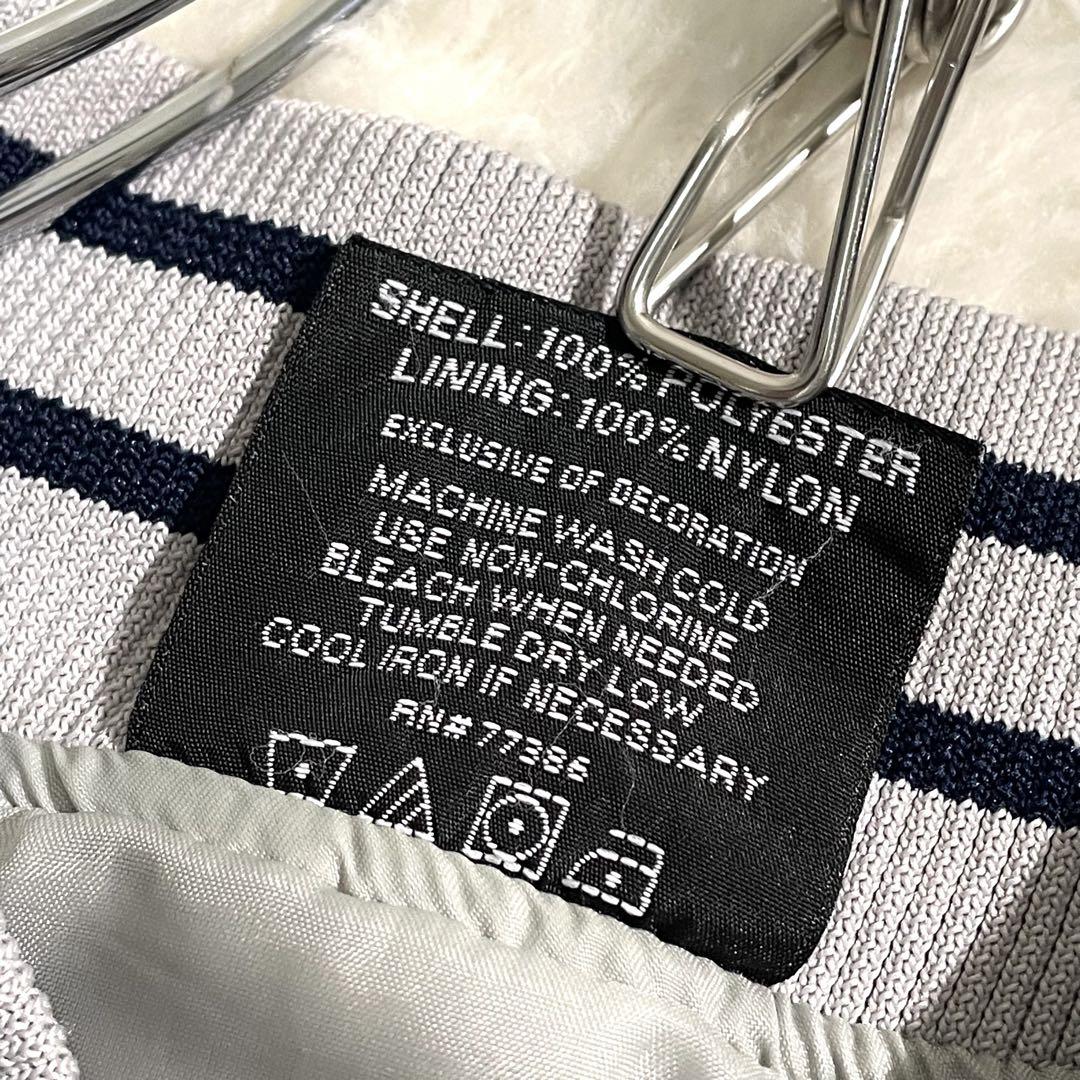 SHELL: 100% POLYESTER
LINING: 100% NYLON
EXCLUSIVE OF DECORATION
MACHINE WASH COLD
USE NON-CHLORINE
BLEACH WHEN NEEDED
TUMBLE DRY LOW
COOL IRON IF NECESSARY
RN# 77386